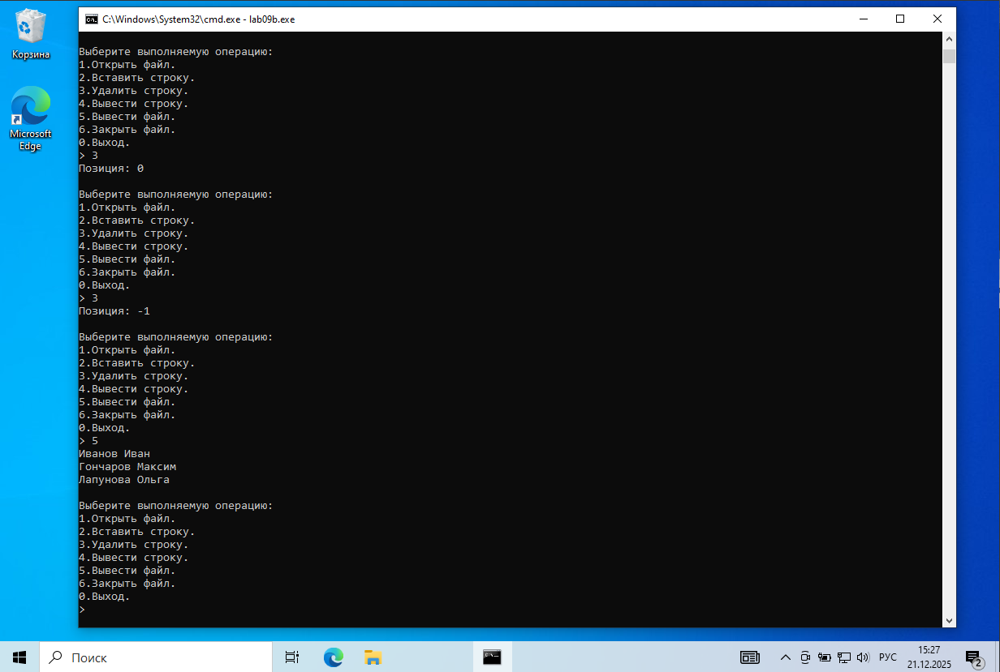 Корзина
Microsoft
Edge
C:\Windows\System32\cmd.exe - lab09b.exe
Выберите выполняемую операцию:
1.Открыть файл.
2.Вставить строку.
3.Удалить строку.
4.Вывести строку.
5.Вывести файл.
6.Закрыть файл.
0.Выход.
> 3
Позиция: 0
Выберите выполняемую операцию:
1.Открыть файл.
2.Вставить строку.
3.Удалить строку.
4.Вывести строку.
5.Вывести файл.
6.Закрыть файл.
0.Выход.
> 3
Позиция: -1
Выберите выполняемую операцию:
1.Открыть файл.
2.Вставить строку.
3.Удалить строку.
4.Вывести строку.
5.Вывести файл.
6.Закрыть файл.
0.Выход.
> 5
Иванов Иван
Гончаров Максим
Лапунова Ольга
Выберите выполняемую операцию:
1.Открыть файл.
2.Вставить строку.
3.Удалить строку.
4.Вывести строку.
5.Вывести файл.
6.Закрыть файл.
0.Выход.
>
Поиск
РУС
15:27
21.12.2025
2